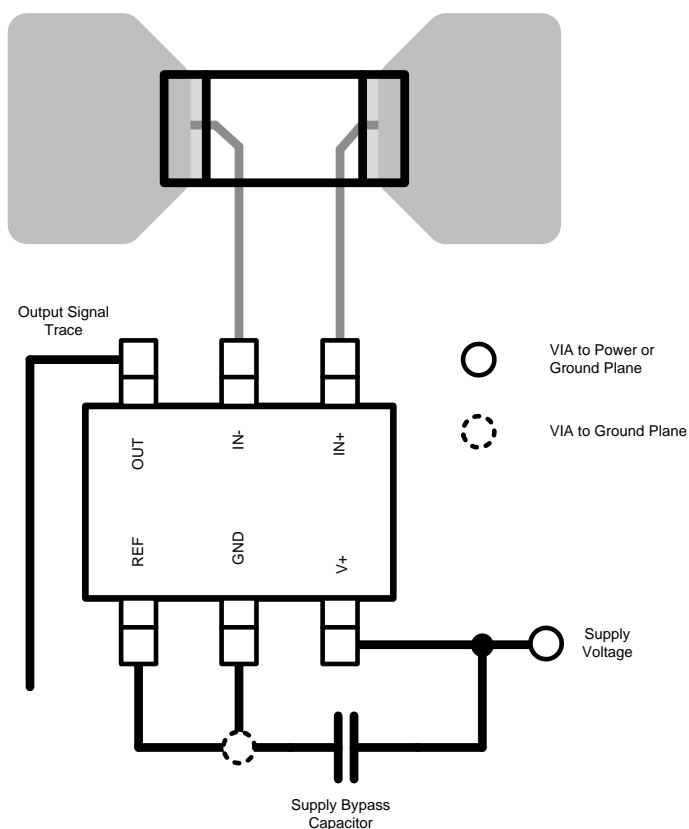 Output Signal
Trace
VIA to Power or
Ground Plane
VIA to Ground Plane
OUT
IN-
IN+
REF
GND
V+
Supply
Voltage
Supply Bypass
Capacitor